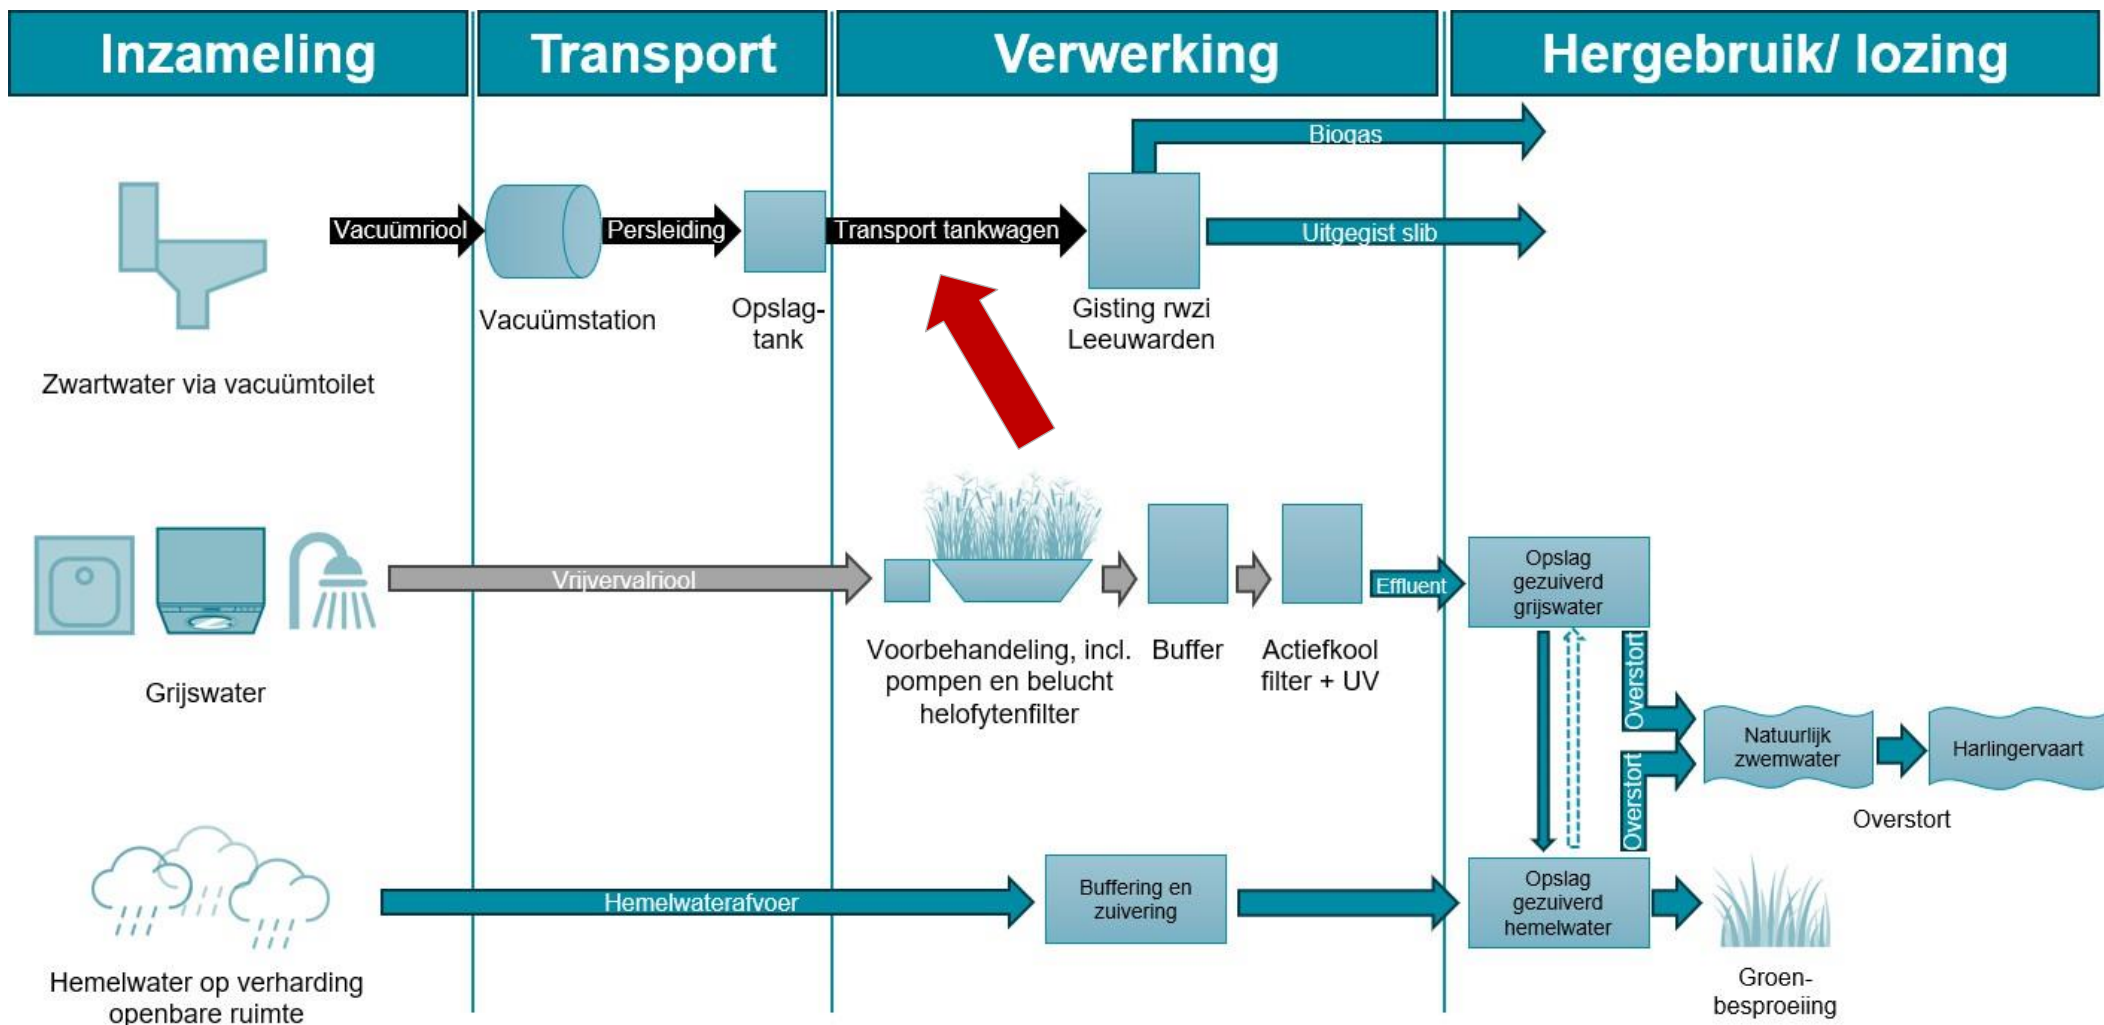 Inzameling
Transport
Verwerking
Hergebruik/ lozing
Biogas
Vacuümriool
Persleiding
Transport tankwagen
Uitgegist slib
Vacuümstation
Opslag-
tank
Gisting rwzi
Leeuwarden
Zwartwater via vacuümtoilet
Vrijvervalriool
Effluent
Opslag
gezuiverd
grijswater
Voorbehandeling, incl.
pompen en belucht
helofytenfilter
Buffer
Actiefkool
filter + UV
Grijswater
Overstort
Overstort
Natuurlijk
zwemwater
Harlingervaart
Overstort
Hemelwaterafvoer
Buffering en
zuivering
Opslag
gezuiverd
hemelwater
Hemelwater op verharding
openbare ruimte
Groen-
besproeiing